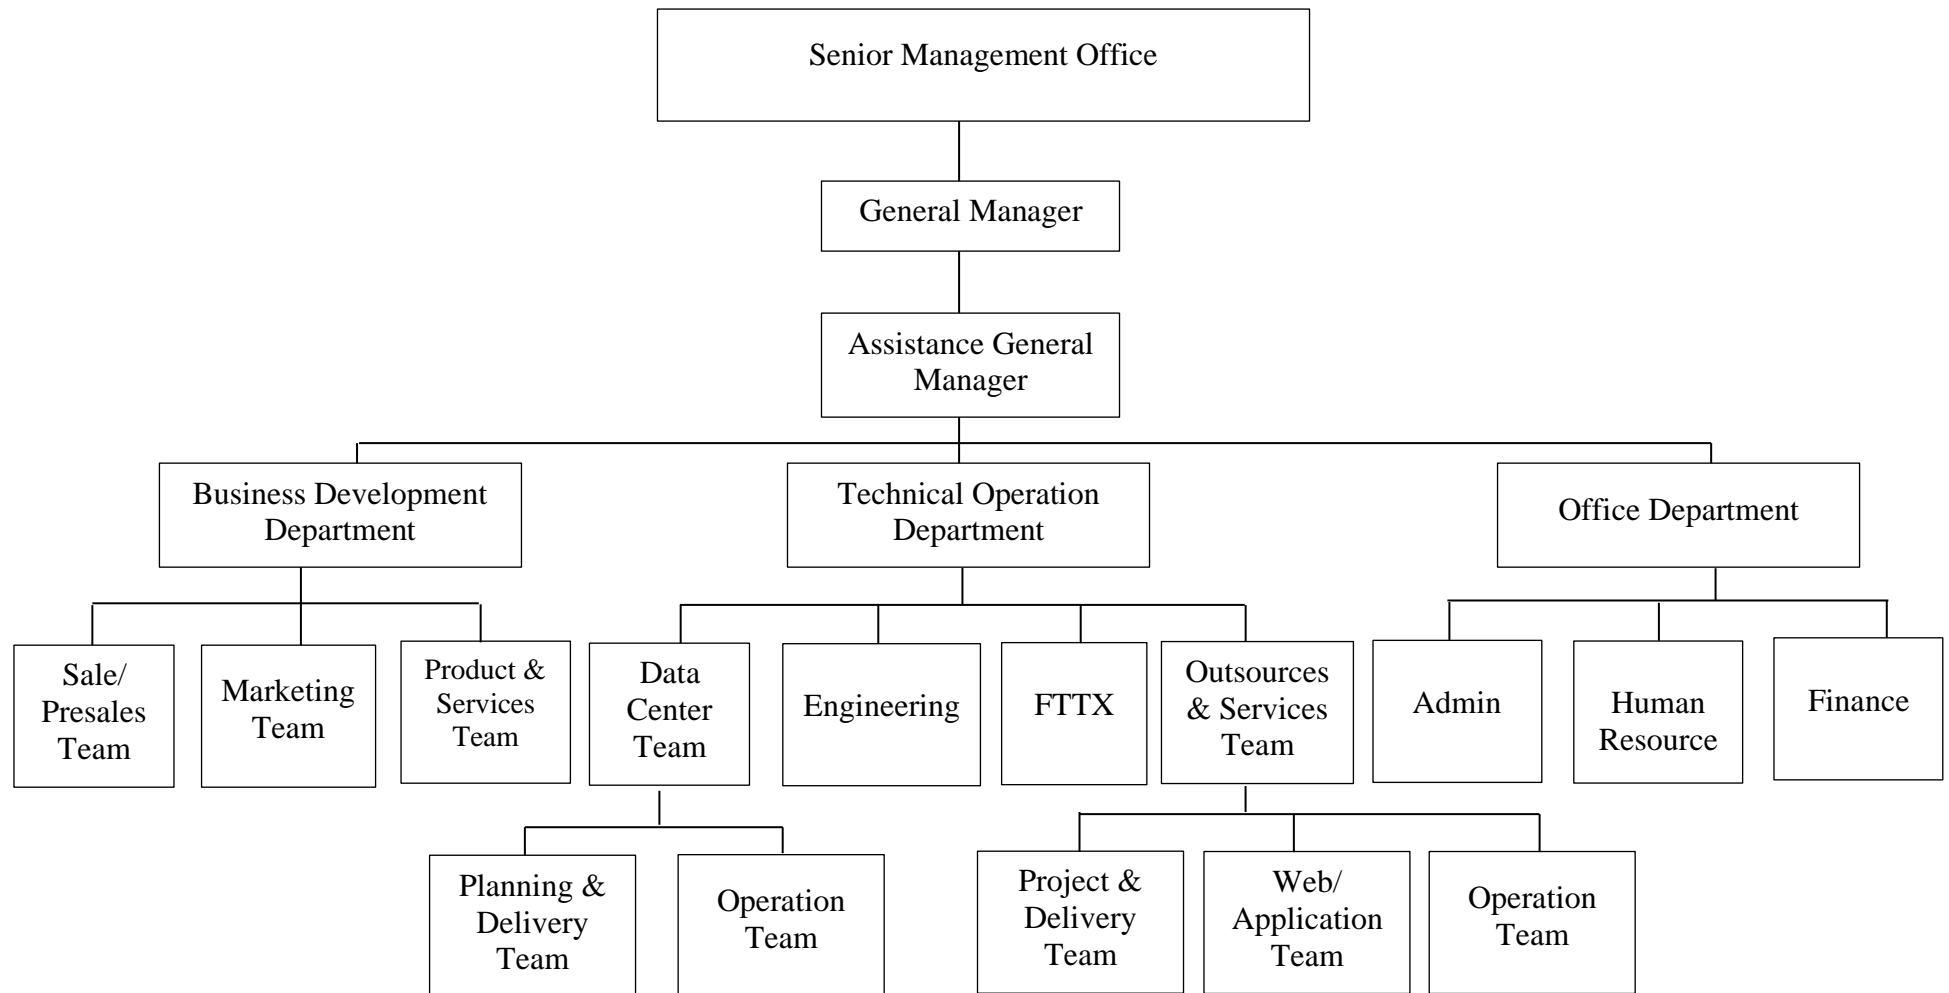 Senior Management Office
General Manager
Assistance General
Manager
Business Development
Department
Technical Operation
Department
Office Department
Sale/
Presales
Team
Marketing
Team
Product &
Services
Team
Data
Center
Team
Engineering
FTTX
Outsources
& Services
Team
Admin
Human
Resource
Finance
Planning &
Delivery
Team
Operation
Team
Project &
Delivery
Team
Web/
Application
Team
Operation
Team